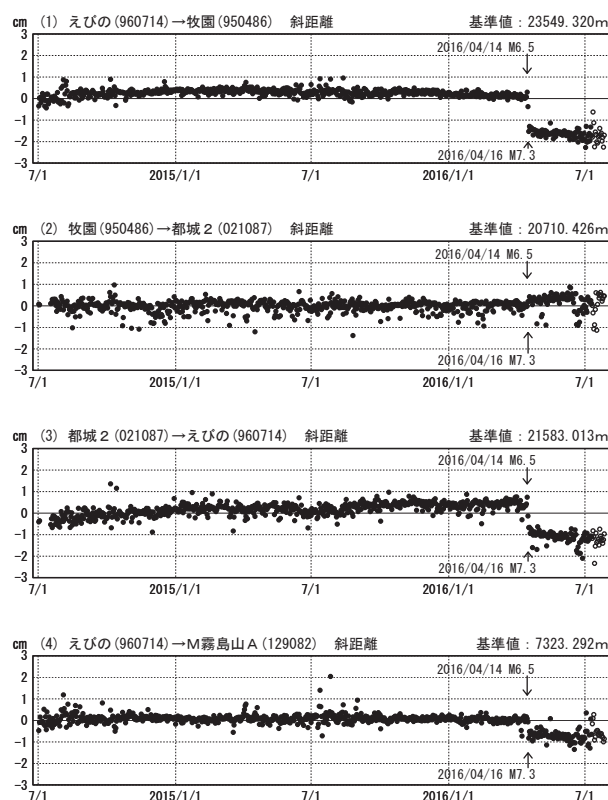 (1) えびの(960714)→牧園(950486) 斜距離 基準値：23549.320m
cm
3
2
1
0
-1
-2
-3
2016/04/14 M6.5
2016/04/16 M7.3
7/1 2015/1/1 7/1 2016/1/1 7/1
(2) 牧園(950486)→都城２(021087) 斜距離 基準値：20710.426m
cm
3
2
1
0
-1
-2
-3
2016/04/14 M6.5
2016/04/16 M7.3
7/1 2015/1/1 7/1 2016/1/1 7/1
(3) 都城２(021087)→えびの(960714) 斜距離 基準値：21583.013m
cm
3
2
1
0
-1
-2
-3
2016/04/14 M6.5
2016/04/16 M7.3
7/1 2015/1/1 7/1 2016/1/1 7/1
(4) えびの(960714)→Ｍ霧島山Ａ(129082) 斜距離 基準値：7323.292m
cm
3
2
1
0
-1
-2
-3
2016/04/14 M6.5
2016/04/16 M7.3
7/1 2015/1/1 7/1 2016/1/1 7/1